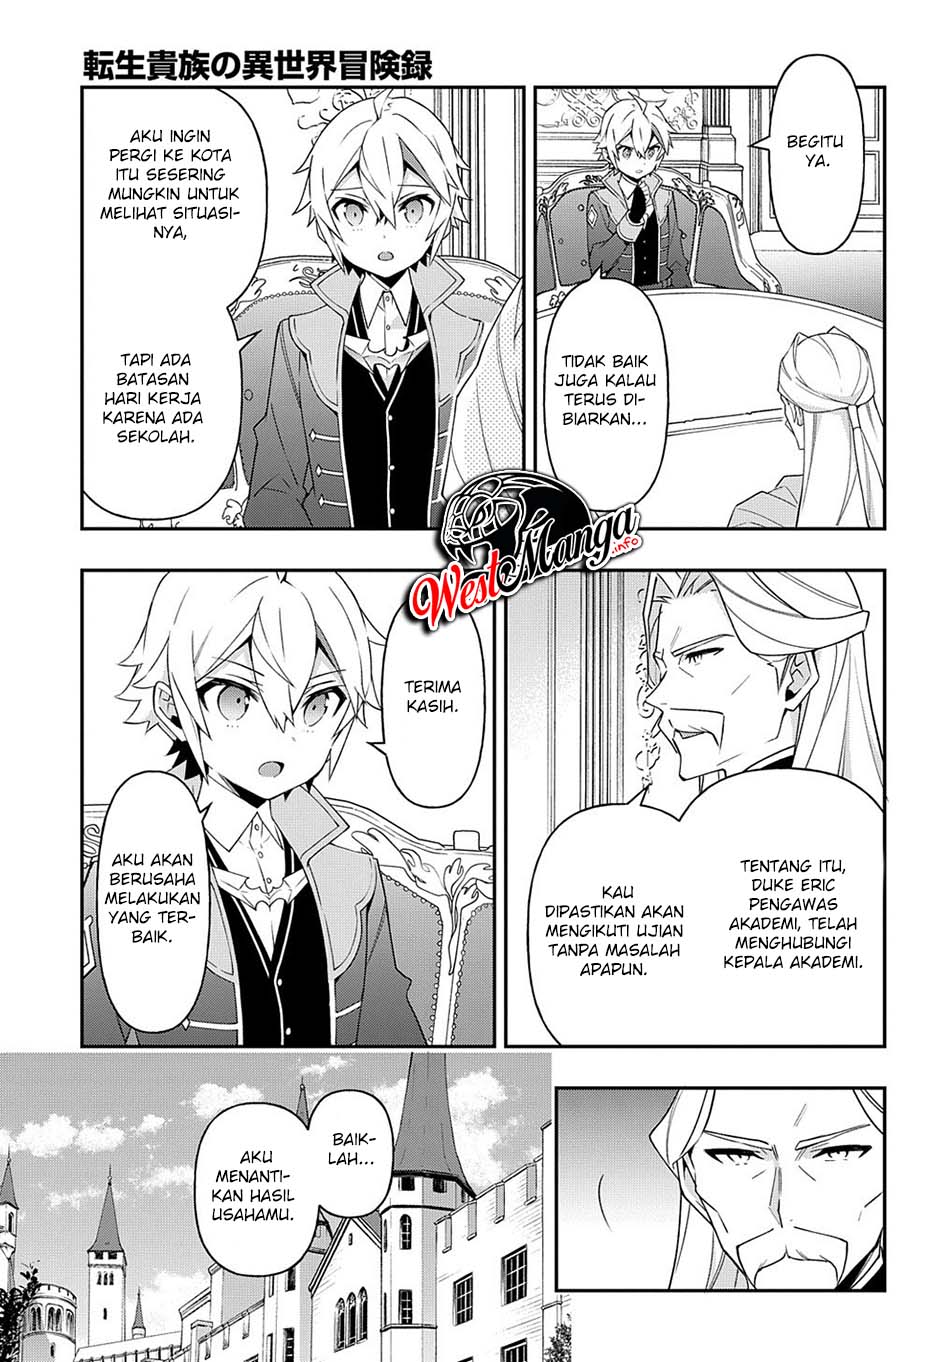 転生貴族の異世界冒険録
BEGITU
YA.
TIDAK BAIK
JUGA KALAU
TERUS DI-
BIARKAN...
AKU INGIN
PERGI KE KOTA
ITU SESERING
MUNGKIN UNTUK
MELIHAT SITUASI-
NYA,
TAPI ADA
BATASAN
HARI KERJA
KARENA ADA
SEKOLAH.
WestManga
.info
TENTANG ITU,
DUKE ERIC
PENGAWAS
AKADEMI, TELAH
MENGHUBUNGI
KEPALA AKADEMI.
KAU
DIPASTIKAN AKAN
MENGIKUTI UJIAN
TANPA MASALAH
APAPUN.
TERIMA
KASIH.
AKU AKAN
BERUSAHA
MELAKUKAN
YANG TER-
BAIK.
BAIK-
LAH...
AKU
MENANTI-
KAN HASIL
USAHAMU.